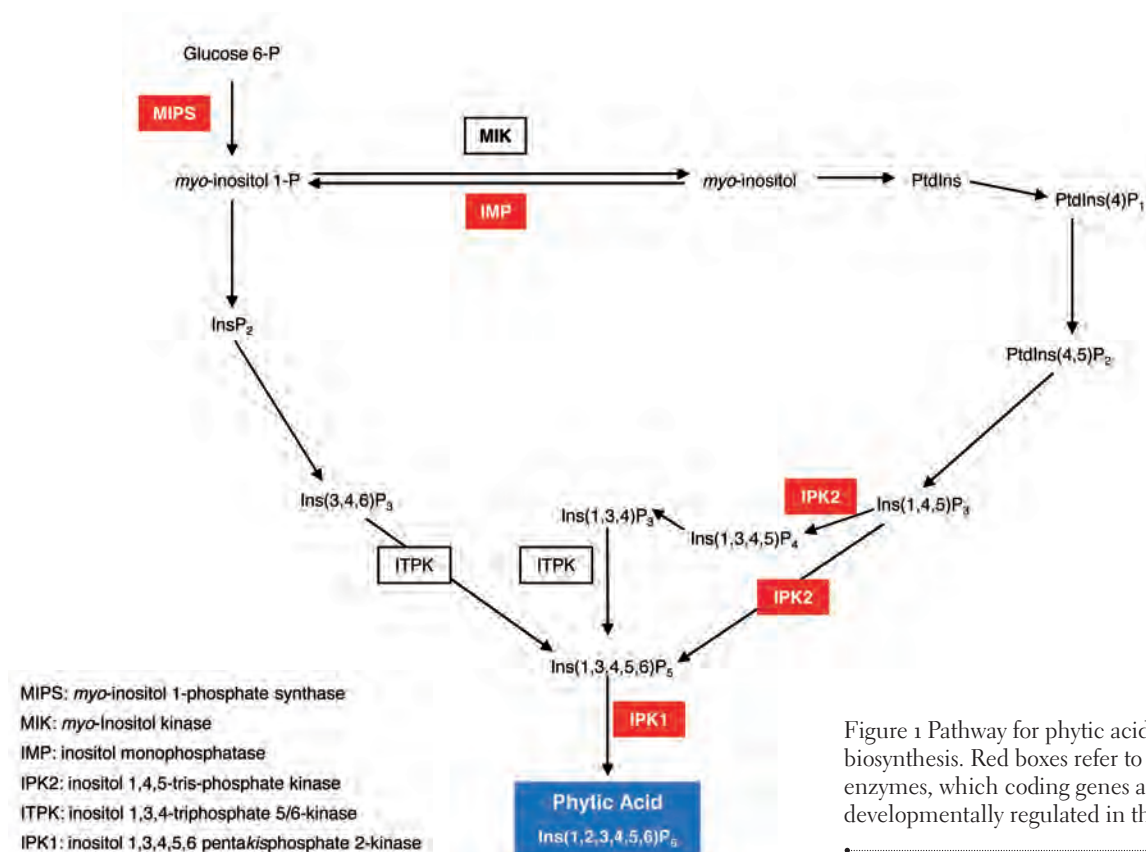 Glucose 6-P
MIPS
MIK
myo-inositol 1-P
myo-inositol
PtdIns
PtdIns(4)P₁
IMP
InsP₂
PtdIns(4,5)P₂
Ins(3,4,6)P₃
Ins(1,3,4)P₃
IPK2
Ins(1,4,5)P₃
Ins(1,3,4,5)P₄
ITPK
ITPK
IPK2
Ins(1,3,4,5,6)P₅
IPK1
Phytic Acid
Ins(1,2,3,4,5,6)P₆
MIPS: myo-inositol 1-phosphate synthase
MIK: myo-Inositol kinase
IMP: inositol monophosphatase
IPK2: inositol 1,4,5-tris-phosphate kinase
ITPK: inositol 1,3,4-triphosphate 5/6-kinase
IPK1: inositol 1,3,4,5,6 pentakisphosphate 2-kinase
Figure 1 Pathway for phytic acid
biosynthesis. Red boxes refer to
enzymes, which coding genes a
developmentally regulated in th